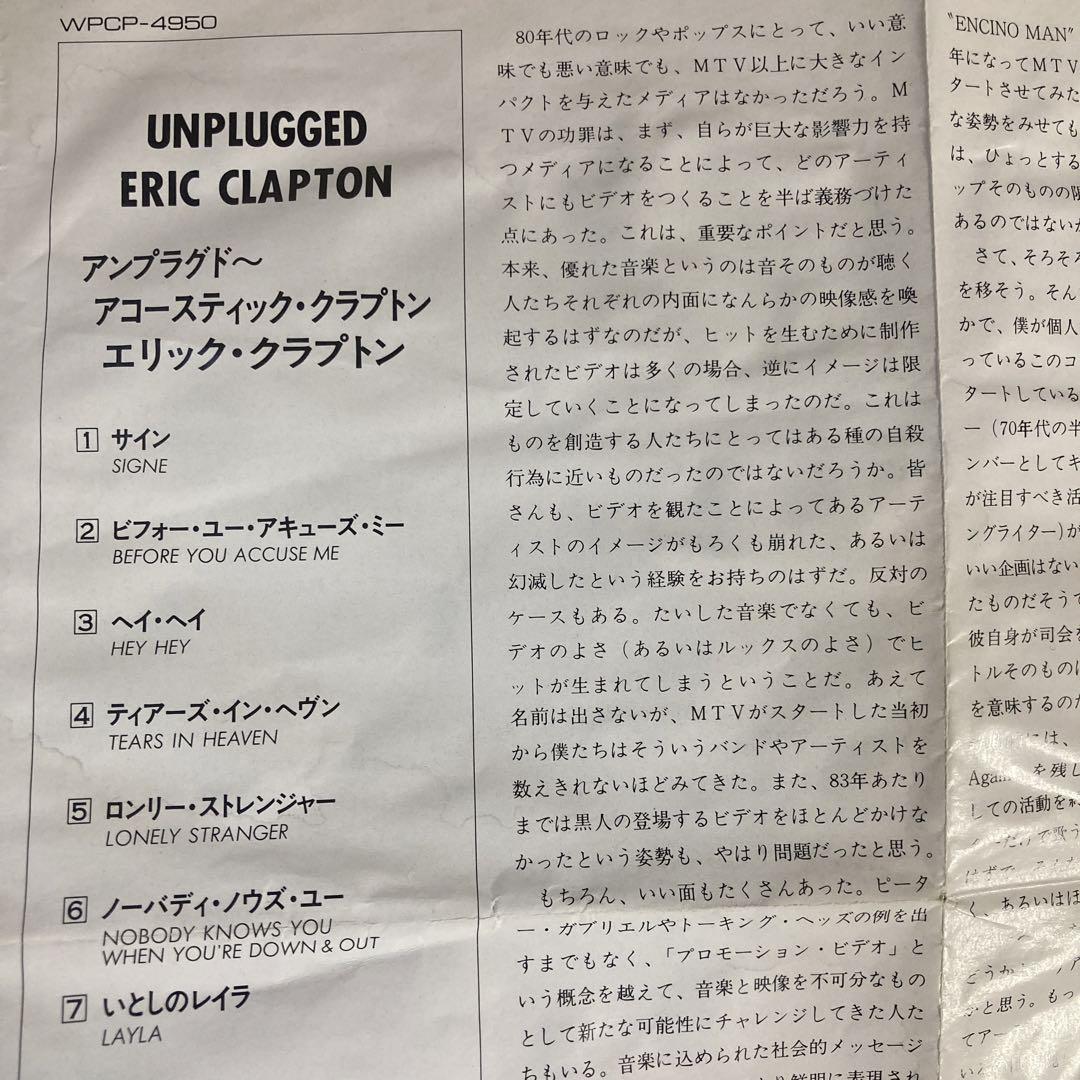 WPCP-4950
UNPLUGGED
ERIC CLAPTON
アンプラグド〜
アコースティック・クラプトン
エリック・クラプトン
1 サイン
SIGNE
2 ビフォー・ユー・アキューズ・ミー
BEFORE YOU ACCUSE ME
3 ヘイ・ヘイ
HEY HEY
4 ティアーズ・イン・ヘヴン
TEARS IN HEAVEN
5 ロンリー・ストレンジャー
LONELY STRANGER
6 ノーバディ・ノウズ・ユー
NOBODY KNOWS YOU
WHEN YOU'RE DOWN & OUT
7 いとしのレイラ
LAYLA
80年代のロックやポップスにとって、いい意
味でも悪い意味でも、MTV以上に大きなイン
パクトを与えたメディアはなかっただろう。M
TVの功罪は、まず、自らが巨大な影響力を持
つメディアになることによって、どのアーティ
ストにもビデオをつくることを半ば義務づけた
点にあった。これは、重要なポイントだと思う。
本来、優れた音楽というのは音そのものが聴く
人たちそれぞれの内面になんらかの映像感を喚
起するはずなのだが、ヒットを生むために制作
されたビデオは多くの場合、逆にイメージは限
定していくことになってしまったのだ。これは
ものを創造する人たちにとってはある種の自殺
行為に近いものだったのではないだろうか。皆
さんも、ビデオを観たことによってあるアーテ
ィストのイメージがもろくも崩れた、あるいは
幻滅したという経験をお持ちのはずだ。反対の
ケースもある。たいした音楽でなくても、ビ
デオのよさ（あるいはルックスのよさ）でヒ
ットが生まれてしまうということだ。あえて
名前は出さないが、MTVがスタートした当初
から僕たちはそういうバンドやアーティストを
数えきれないほどみてきた。また、83年あたり
までは黒人の登場するビデオをほとんどかけな
かったという姿勢も、やはり問題だったと思う。
もちろん、いい面もたくさんあった。ピータ
ー・ガブリエルやトーキング・ヘッズの例を出
すまでもなく、「プロモーション・ビデオ」と
いう概念を越えて、音楽と映像を不可分なもの
として新たな可能性にチャレンジしてきた人た
ちもいる。音楽に込められた社会的メッセージ
り鮮明に表現され
"ENCINO MAN"
年になってMTV
タートさせてみた
な姿勢をみせても
は、ひょっとする
ップそのものの限
あるのではないか
さて、そろそろ
を移そう。そん
かで、僕が個人
っているこのコ
タートしている
ー（70年代の半
ンバーとしてキ
が注目すべき活
ングライター）が
いい企画はない
たものだそうで
彼自身が司会を
トルそのものに
を意味するのだ
には、
Again を残し
しての活動を
く、あるいはほ
かと思う。もっ
てアー